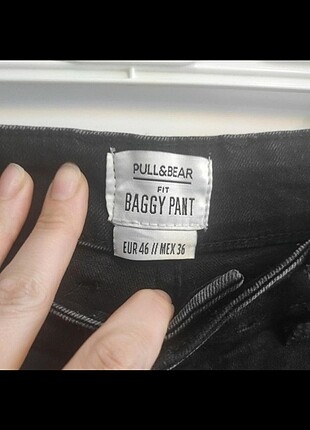 PULL&BEAR
FIT
BAGGY PANT
EUR 46 // MEX 36